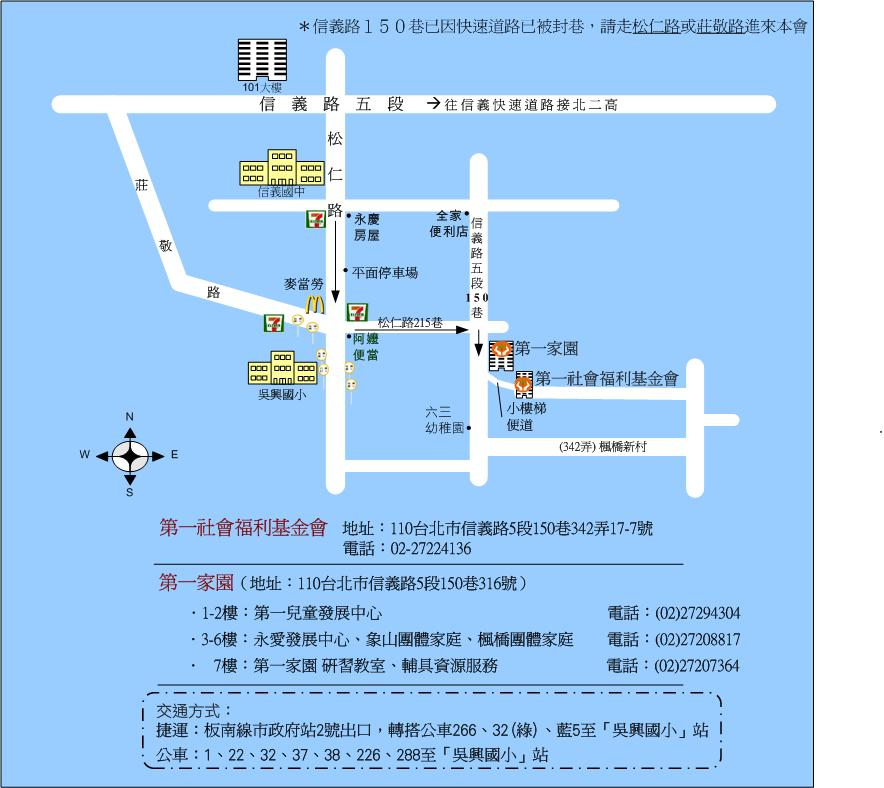 ＊信義路１５０巷已因快速道路已被封巷，請走松仁路或莊敬路進來本會
101大樓
信義路五段 →往信義快速道路接北二高
松仁路
信義國中
莊敬路
永慶
房屋
全家
便利店
信義路五段150巷
平面停車場
麥當勞
松仁路215巷
阿嬤
便當
吳興國小
第一家園
第一社會福利基金會
小樓梯
便道
六三
幼稚園
(342弄) 楓橋新村
N
W E
S
第一社會福利基金會 地址：110台北市信義路5段150巷342弄17-7號
電話：02-27224136
第一家園（地址：110台北市信義路5段150巷316號）
．1-2樓：第一兒童發展中心 電話：(02)27294304
．3-6樓：永愛發展中心、象山團體家庭、楓橋團體家庭 電話：(02)27208817
． 7樓：第一家園 研習教室、輔具資源服務 電話：(02)27207364
交通方式：
捷運：板南線市政府站2號出口，轉搭公車266、32(綠)、藍5至「吳興國小」站
公車：1、22、32、37、38、226、288至「吳興國小」站